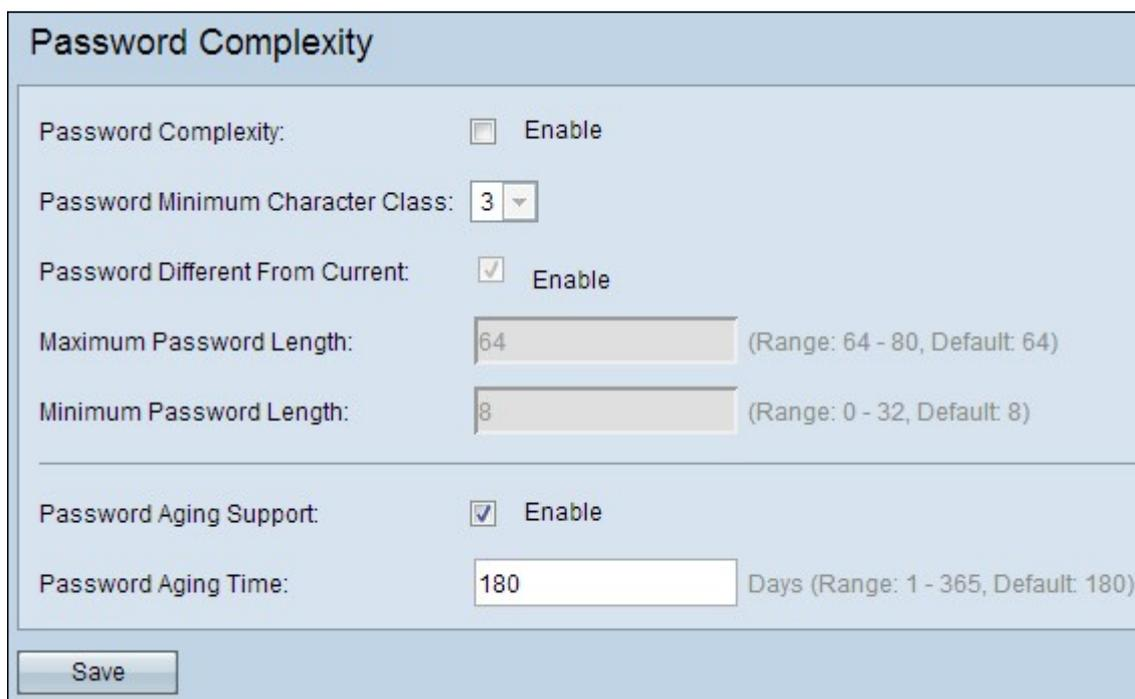 Password Complexity
Password Complexity: Enable
Password Minimum Character Class: 3
Password Different From Current: Enable
Maximum Password Length: 64 (Range: 64 - 80, Default: 64)
Minimum Password Length: 8 (Range: 0 - 32, Default: 8)
Password Aging Support: Enable
Password Aging Time: 180 Days (Range: 1 - 365, Default: 180)
Save